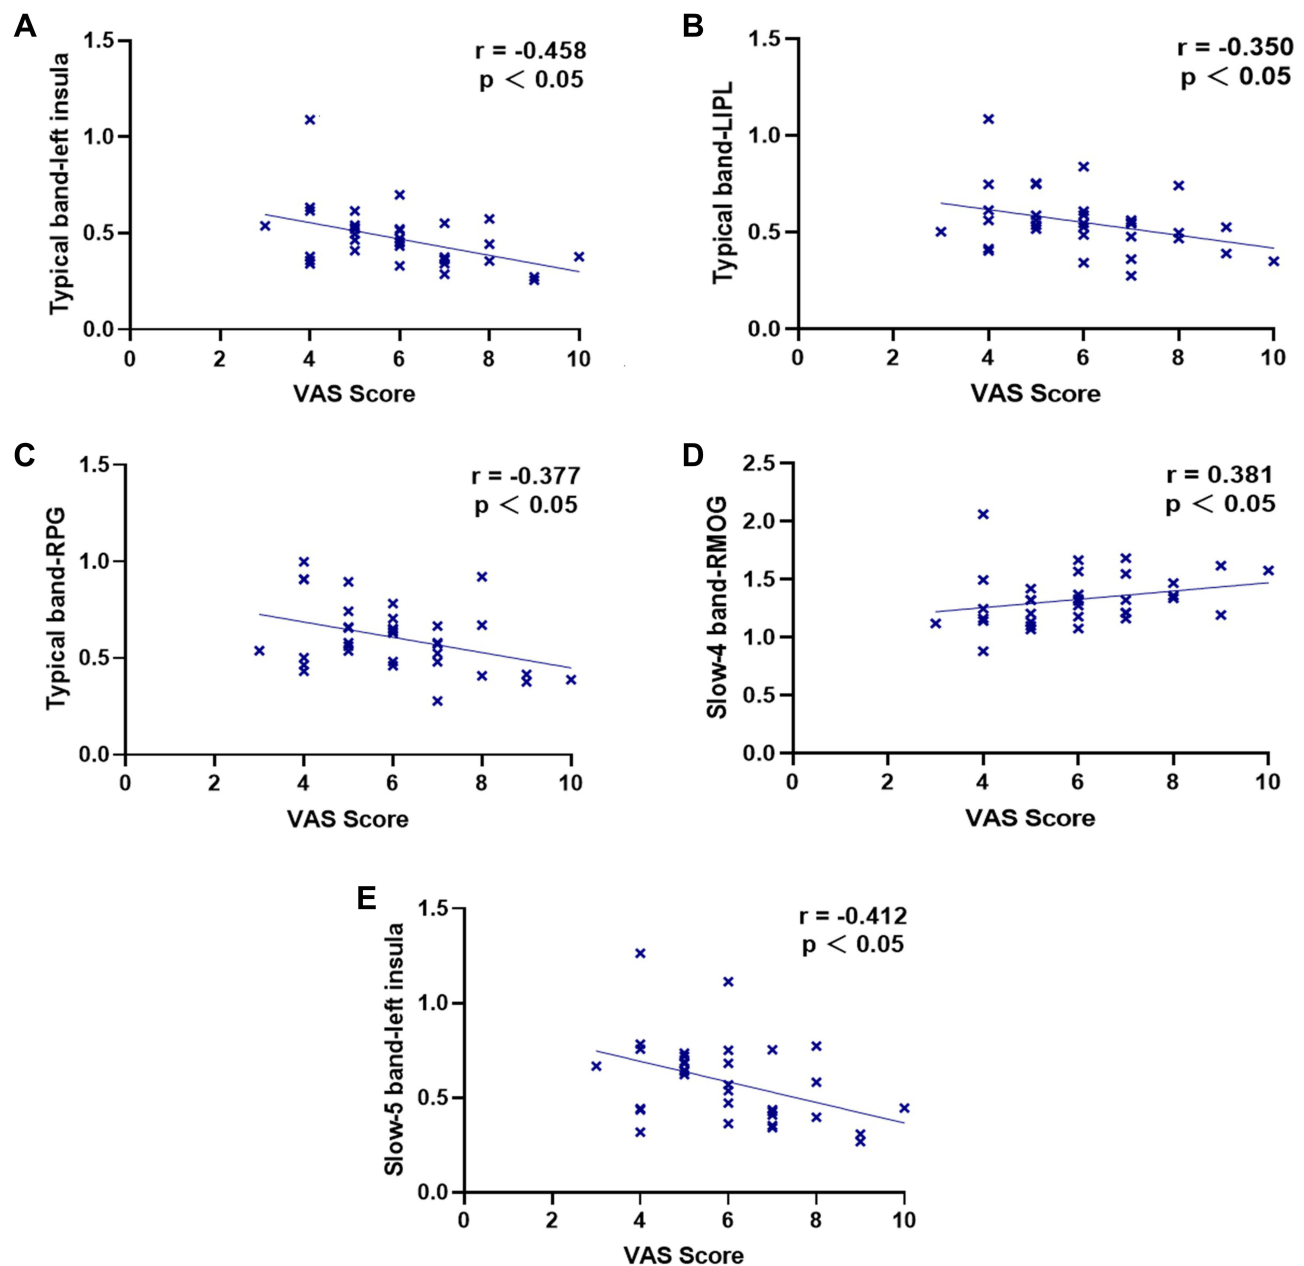 A
Typical band-left insula
1.5
1.0
0.5
0.0
0 2 4 6 8 10
VAS Score
r = -0.458
p < 0.05
B
Typical band-LIPL
1.5
1.0
0.5
0.0
0 2 4 6 8 10
VAS Score
r = -0.350
p < 0.05
C
Typical band-RPG
1.5
1.0
0.5
0.0
0 2 4 6 8 10
VAS Score
r = -0.377
p < 0.05
D
Slow-4 band-RMOG
2.5
2.0
1.5
1.0
0.5
0.0
0 2 4 6 8 10
VAS Score
r = 0.381
p < 0.05
E
Slow-5 band-left insula
1.5
1.0
0.5
0.0
0 2 4 6 8 10
VAS Score
r = -0.412
p < 0.05